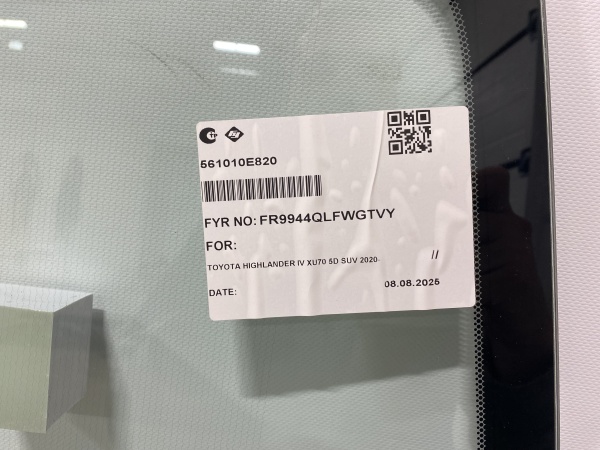 561010E820
FYR NO: FR9944QLFWGTVY
FOR:
TOYOTA HIGHLANDER IV XU70 5D SUV 2020-
//
DATE: 08.08.2025